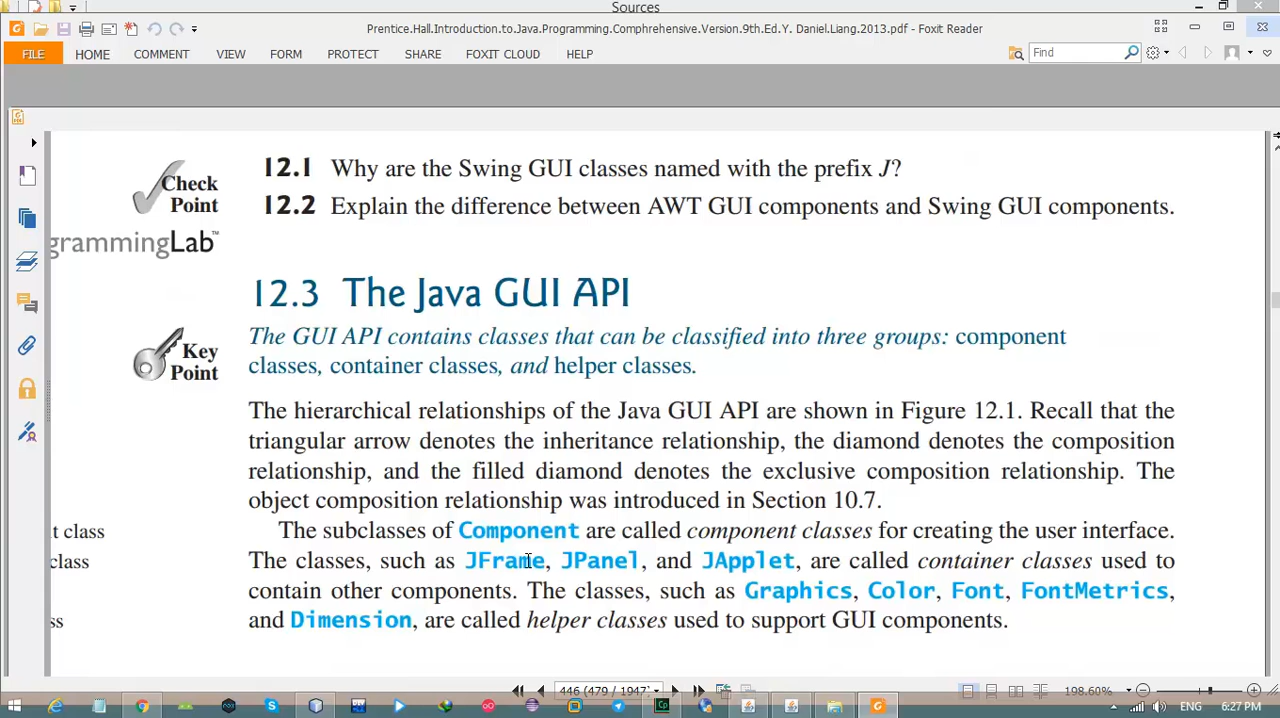 Sources
Prentice.Hall.Introduction.to.Java.Programming.Comphrehensive.Version.9th.Ed.Y. Daniel.Liang.2013.pdf - Foxit Reader
FILE HOME COMMENT VIEW FORM PROTECT SHARE FOXIT CLOUD HELP Find
Check Point
12.1 Why are the Swing GUI classes named with the prefix J?
12.2 Explain the difference between AWT GUI components and Swing GUI components.
grammingLab™
12.3 The Java GUI API
Key Point
The GUI API contains classes that can be classified into three groups: component
classes, container classes, and helper classes.
The hierarchical relationships of the Java GUI API are shown in Figure 12.1. Recall that the
triangular arrow denotes the inheritance relationship, the diamond denotes the composition
relationship, and the filled diamond denotes the exclusive composition relationship. The
object composition relationship was introduced in Section 10.7.
The subclasses of Component are called component classes for creating the user interface.
t class
The classes, such as JFrame, JPanel, and JApplet, are called container classes used to
class
contain other components. The classes, such as Graphics, Color, Font, FontMetrics,
and Dimension, are called helper classes used to support GUI components.
ss
446 (479 / 1947) 198.60%
ENG 6:27 PM